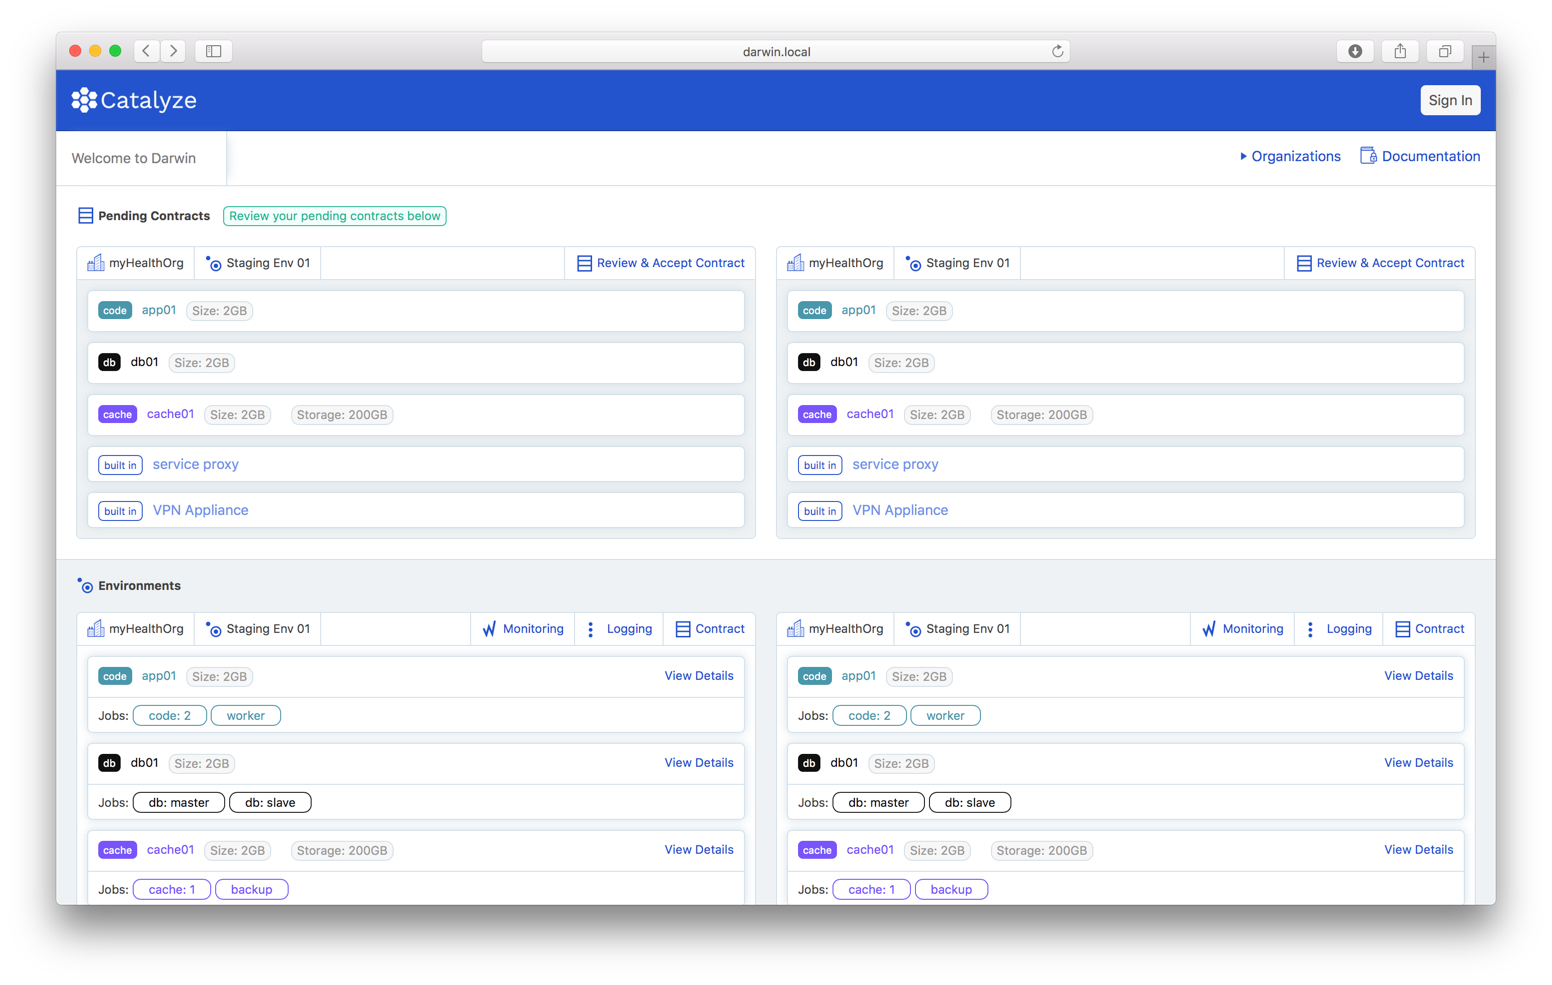 darwin.local
Catalyze
Sign In
Welcome to Darwin
Organizations
Documentation
Pending Contracts
Review your pending contracts below
myHealthOrg
Staging Env 01
Review & Accept Contract
code app01 Size: 2GB
db db01 Size: 2GB
cache cache01 Size: 2GB Storage: 200GB
built in service proxy
built in VPN Appliance
myHealthOrg
Staging Env 01
Review & Accept Contract
code app01 Size: 2GB
db db01 Size: 2GB
cache cache01 Size: 2GB Storage: 200GB
built in service proxy
built in VPN Appliance
Environments
myHealthOrg
Staging Env 01
Monitoring
Logging
Contract
code app01 Size: 2GB View Details
Jobs: code: 2 worker
db db01 Size: 2GB View Details
Jobs: db: master db: slave
cache cache01 Size: 2GB Storage: 200GB View Details
Jobs: cache: 1 backup
myHealthOrg
Staging Env 01
Monitoring
Logging
Contract
code app01 Size: 2GB View Details
Jobs: code: 2 worker
db db01 Size: 2GB View Details
Jobs: db: master db: slave
cache cache01 Size: 2GB Storage: 200GB View Details
Jobs: cache: 1 backup